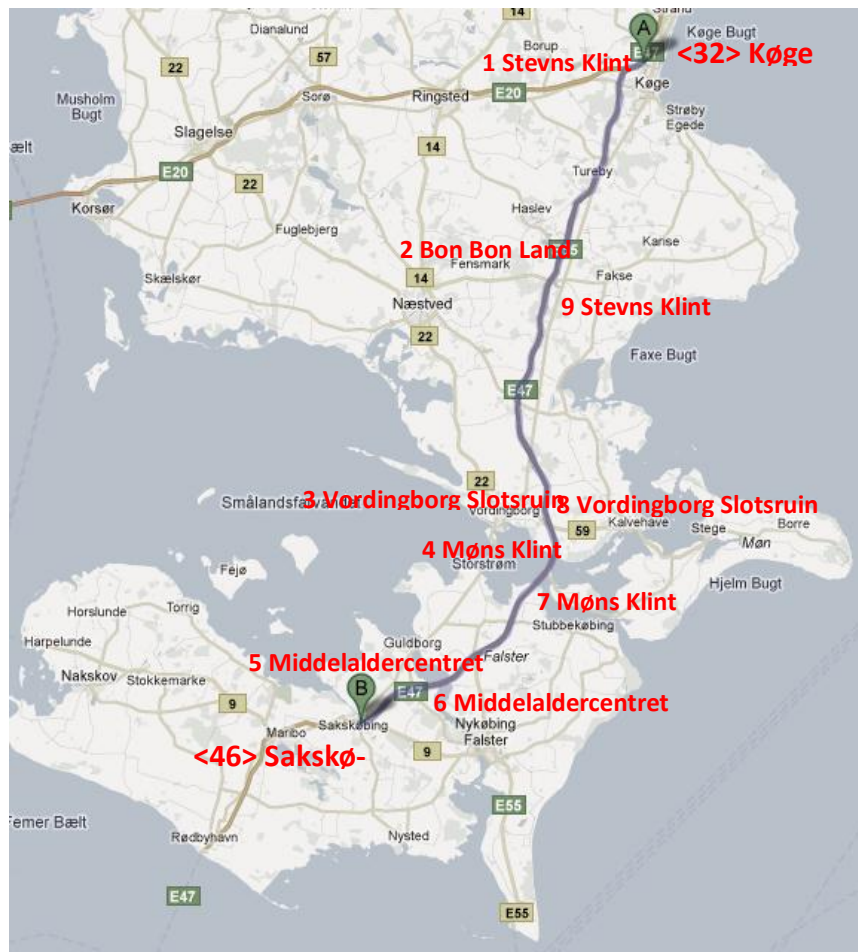 Strand
14
Dianalund
A
Køge Bugt
Borup
E47
<32> Køge
57
1 Stevns Klint
22
Musholm
Bugt
Sorø
Ringsted
E20
Køge
Strøby
Egede
Slagelse
ælt
14
E20
22
Tureby
Korsør
Haslev
Fuglebjerg
Karise
2 Bon Bon Land
Fensmark
Skælskør
14
Fakse
Næstved
9 Stevns Klint
22
Faxe Bugt
E47
22
3 Vordingborg Slotsruin
8 Vordingborg Slotsruin
Vordingborg
59
Kalvehave
Stege
Borre
Møn
4 Møns Klint
Storstrøm
Fejø
Hjelm Bugt
7 Møns Klint
Horslunde
Torrig
Stubbekøbing
Harpelunde
Guldborg
Falster
5 Middelaldercentret
Nakskov
Stokkemarke
B
E47
6 Middelaldercentret
9
Maribo
Sakskøbing
Nykøbing
Falster
9
<46> Sakskø-
E55
Femer Bælt
Rødbyhavn
Nysted
E47
E55